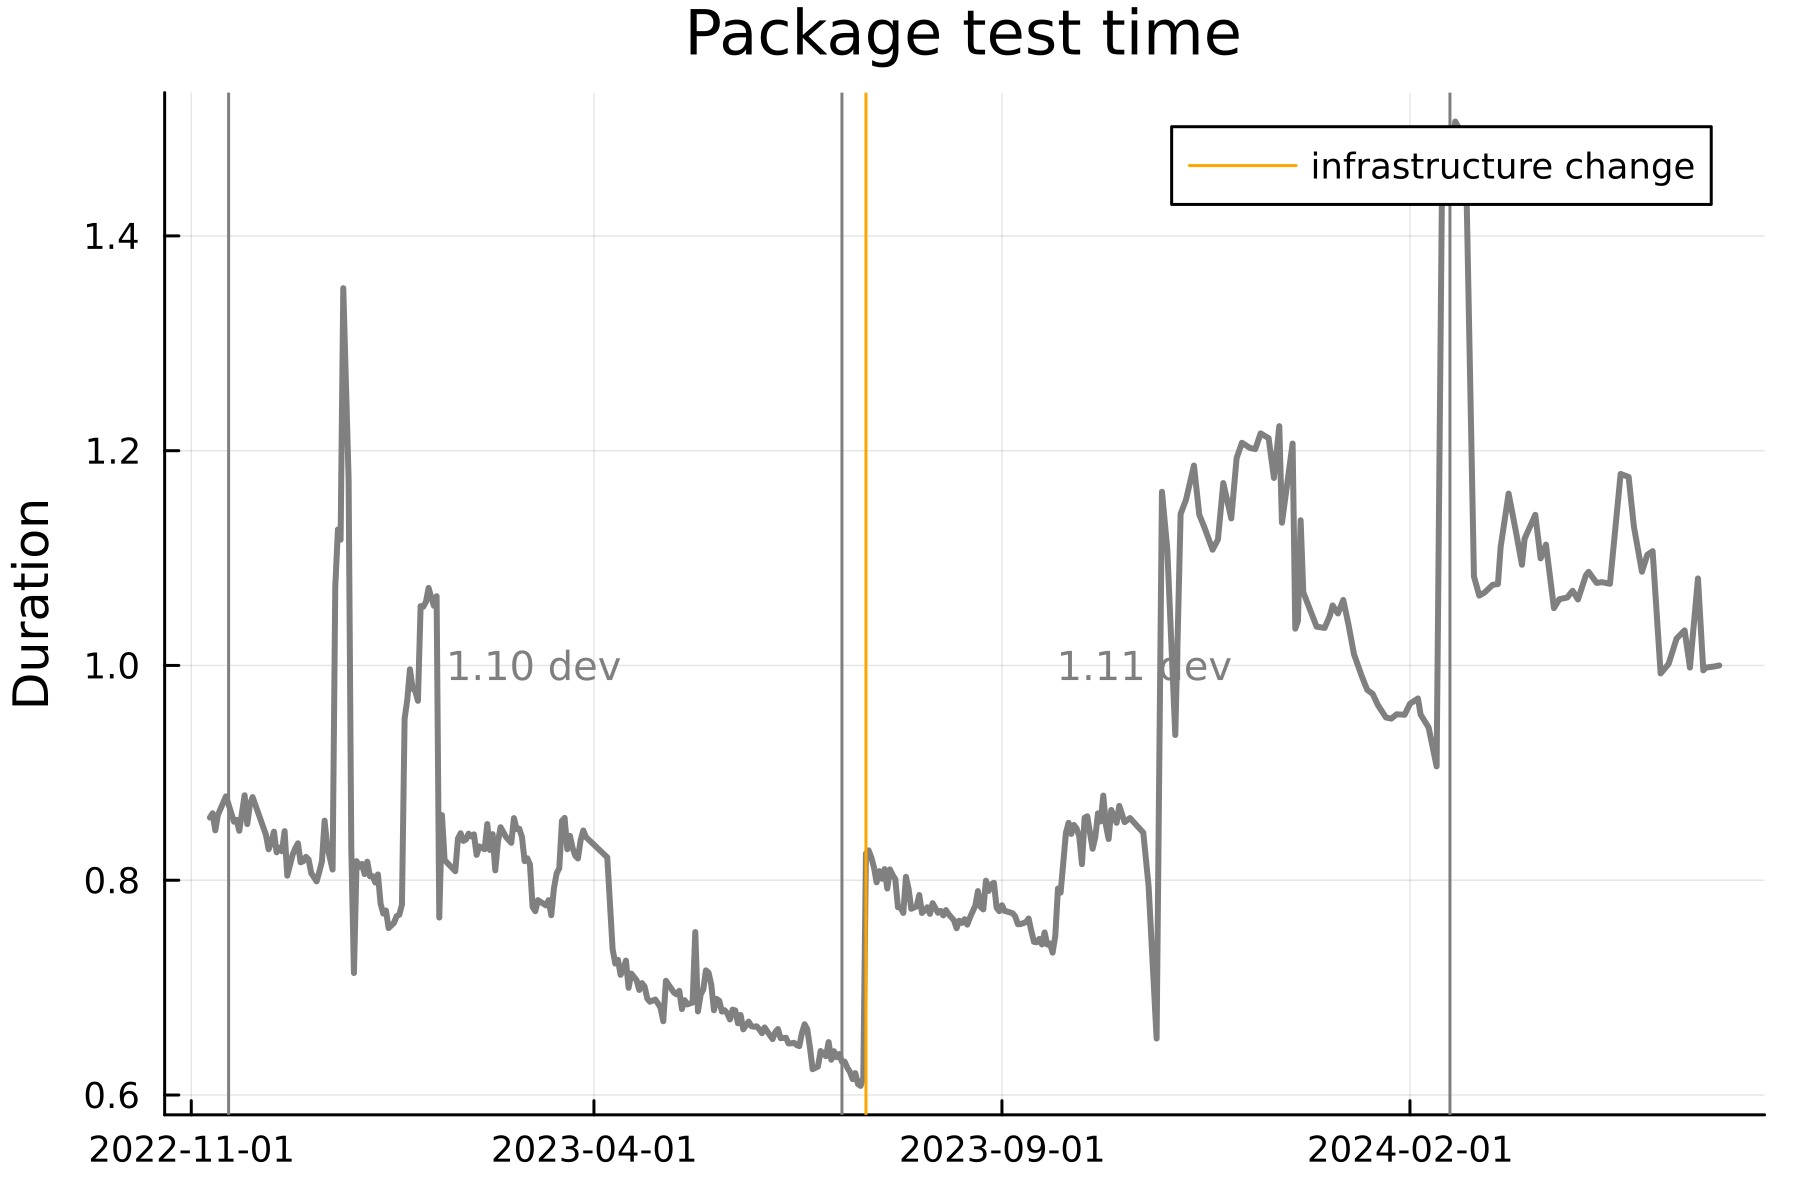 Package test time
infrastructure change
Duration
1.4
1.2
1.0
0.8
0.6
1.10 dev
1.11 dev
2022-11-01
2023-04-01
2023-09-01
2024-02-01